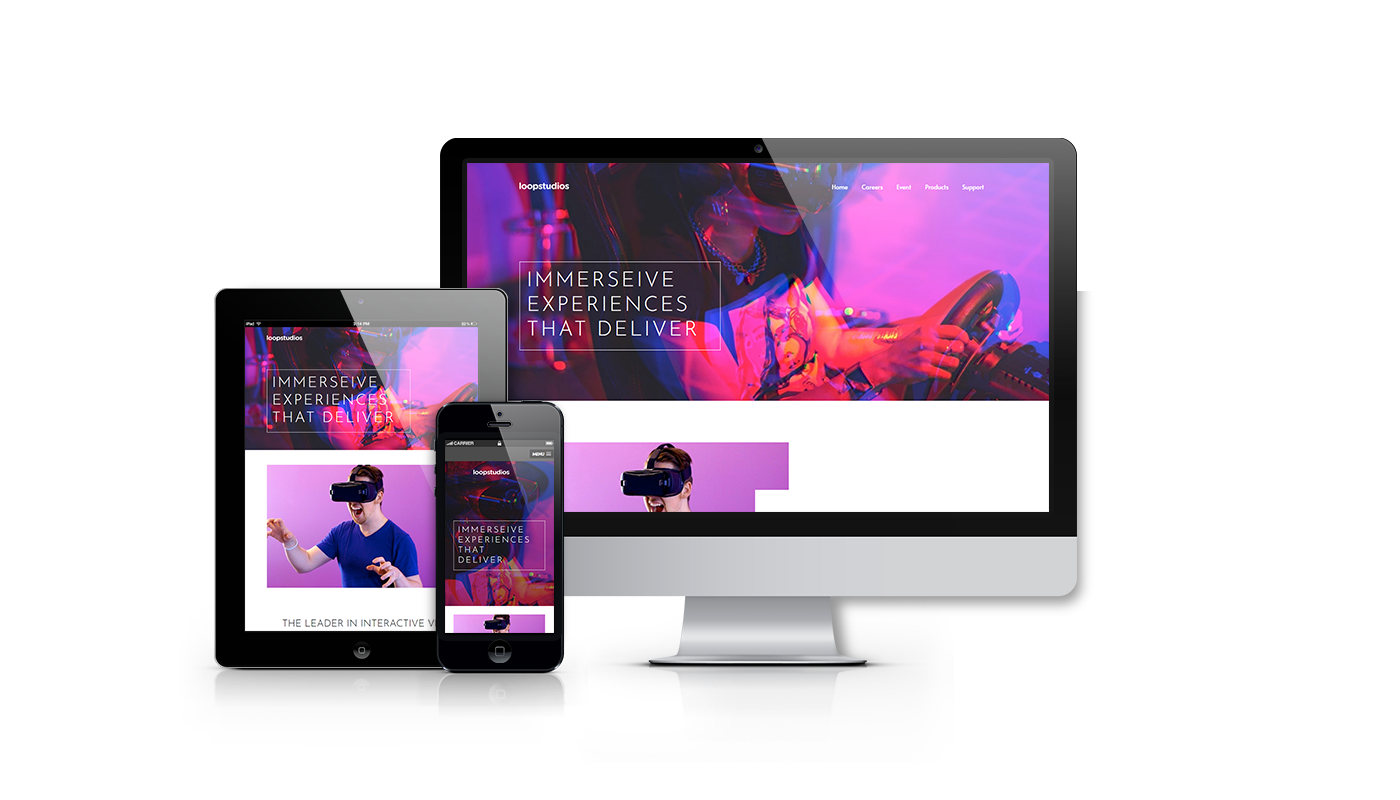 loopstudios
Home Careers Event Products Support
IMMERSEIVE
EXPERIENCES
THAT DELIVER
iPad
2:14 PM
loopstudios
IMMERSEIVE
EXPERIENCES
THAT DELIVER
THE LEADER IN INTERACTIVE V
CARRIER
MENU
loopstudios
IMMERSEIVE
EXPERIENCES
THAT
DELIVER